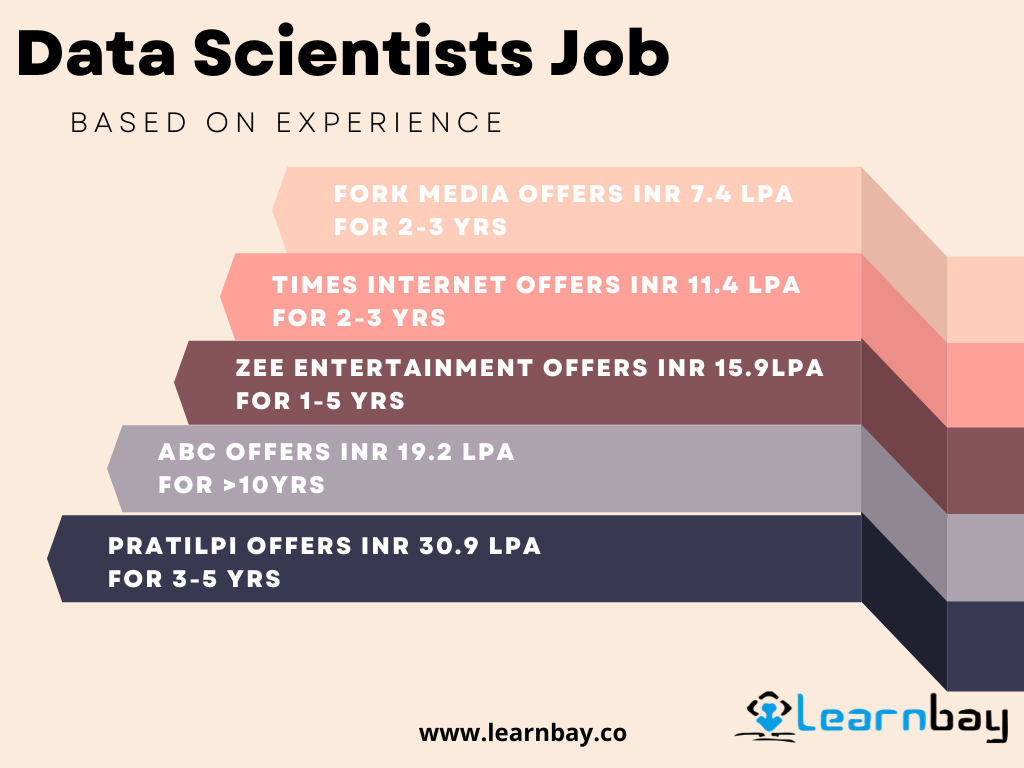 Data Scientists Job
BASED ON EXPERIENCE
FORK MEDIA OFFERS INR 7.4 LPA
FOR 2-3 YRS
TIMES INTERNET OFFERS INR 11.4 LPA
FOR 2-3 YRS
ZEE ENTERTAINMENT OFFERS INR 15.9LPA
FOR 1-5 YRS
ABC OFFERS INR 19.2 LPA
FOR >10YRS
PRATILPI OFFERS INR 30.9 LPA
FOR 3-5 YRS
Learnbay
www.learnbay.co